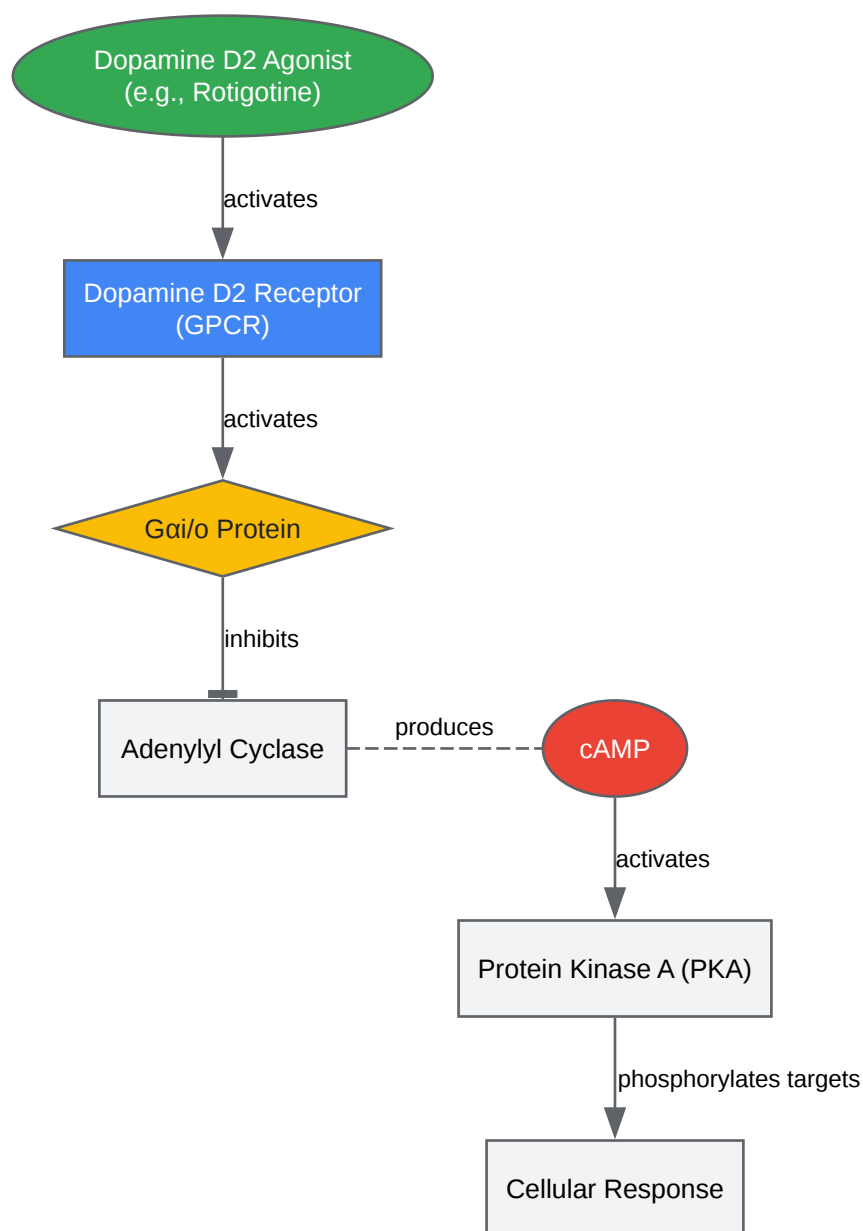 Dopamine D2 Agonist
(e.g., Rotigotine)
activates
Dopamine D2 Receptor
(GPCR)
activates
Gαi/o Protein
inhibits
Adenylyl Cyclase
produces
cAMP
activates
Protein Kinase A (PKA)
phosphorylates targets
Cellular Response